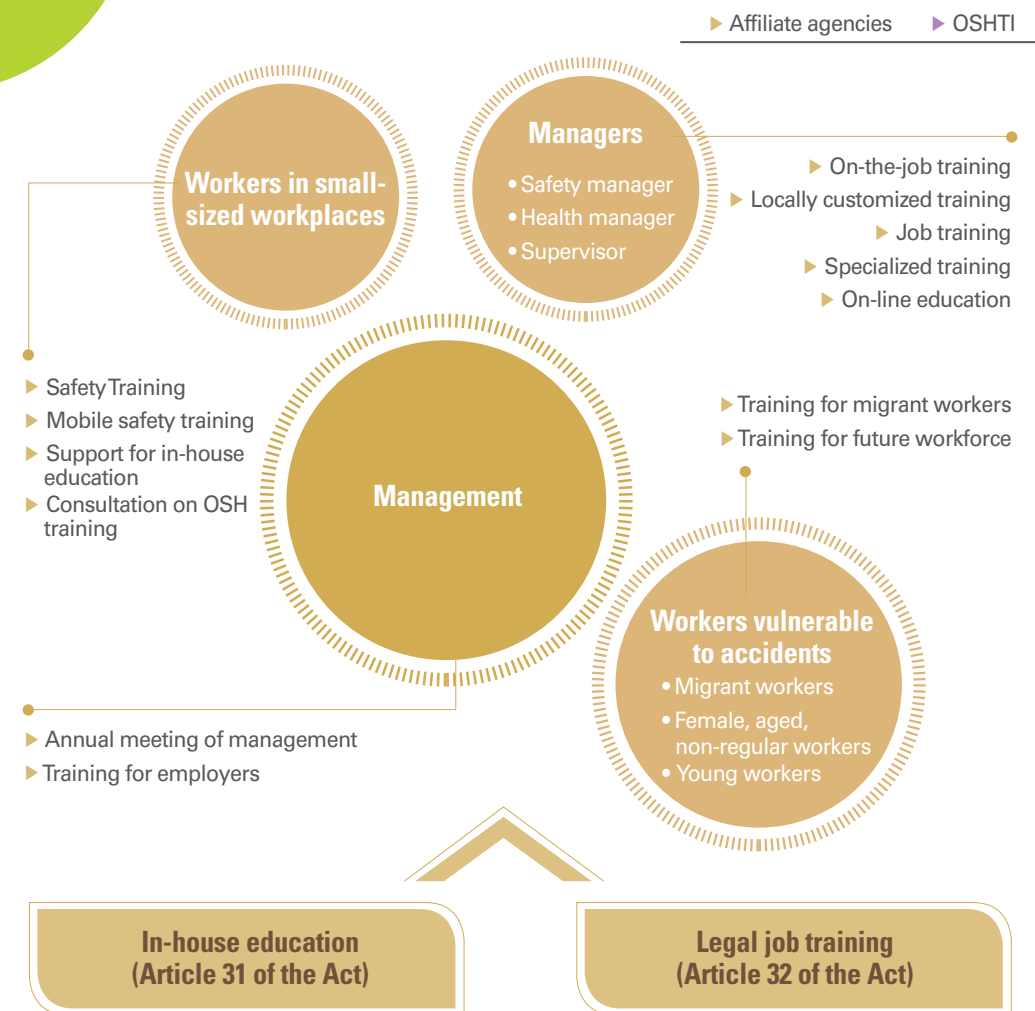 ▶ Affiliate agencies ▶ OSHTI
Workers in small-
sized workplaces
Managers
• Safety manager
• Health manager
• Supervisor
▶ On-the-job training
▶ Locally customized training
▶ Job training
▶ Specialized training
▶ On-line education
▶ Safety Training
▶ Mobile safety training
▶ Support for in-house
education
▶ Consultation on OSH
training
Management
▶ Training for migrant workers
▶ Training for future workforce
Workers vulnerable
to accidents
• Migrant workers
• Female, aged,
non-regular workers
• Young workers
▶ Annual meeting of management
▶ Training for employers
In-house education
(Article 31 of the Act)
Legal job training
(Article 32 of the Act)